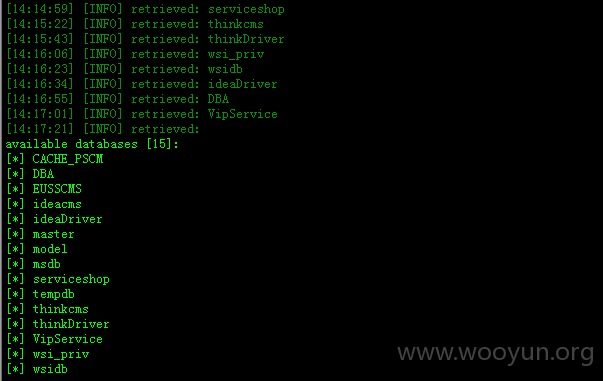 [14:14:59] [INFO] retrieved: serviceshop
[14:15:22] [INFO] retrieved: thinkcms
[14:15:43] [INFO] retrieved: thinkDriver
[14:16:06] [INFO] retrieved: wsi_priv
[14:16:23] [INFO] retrieved: wsidb
[14:16:34] [INFO] retrieved: ideaDriver
[14:16:55] [INFO] retrieved: DBA
[14:17:01] [INFO] retrieved: VipService
[14:17:21] [INFO] retrieved:
available databases [15]:
[*] CACHE_PSCM
[*] DBA
[*] EUSSCMS
[*] ideacms
[*] ideaDriver
[*] master
[*] model
[*] msdb
[*] serviceshop
[*] tempdb
[*] thinkcms
[*] thinkDriver
[*] VipService
[*] wsi_priv
[*] wsidb
www.wooyun.org